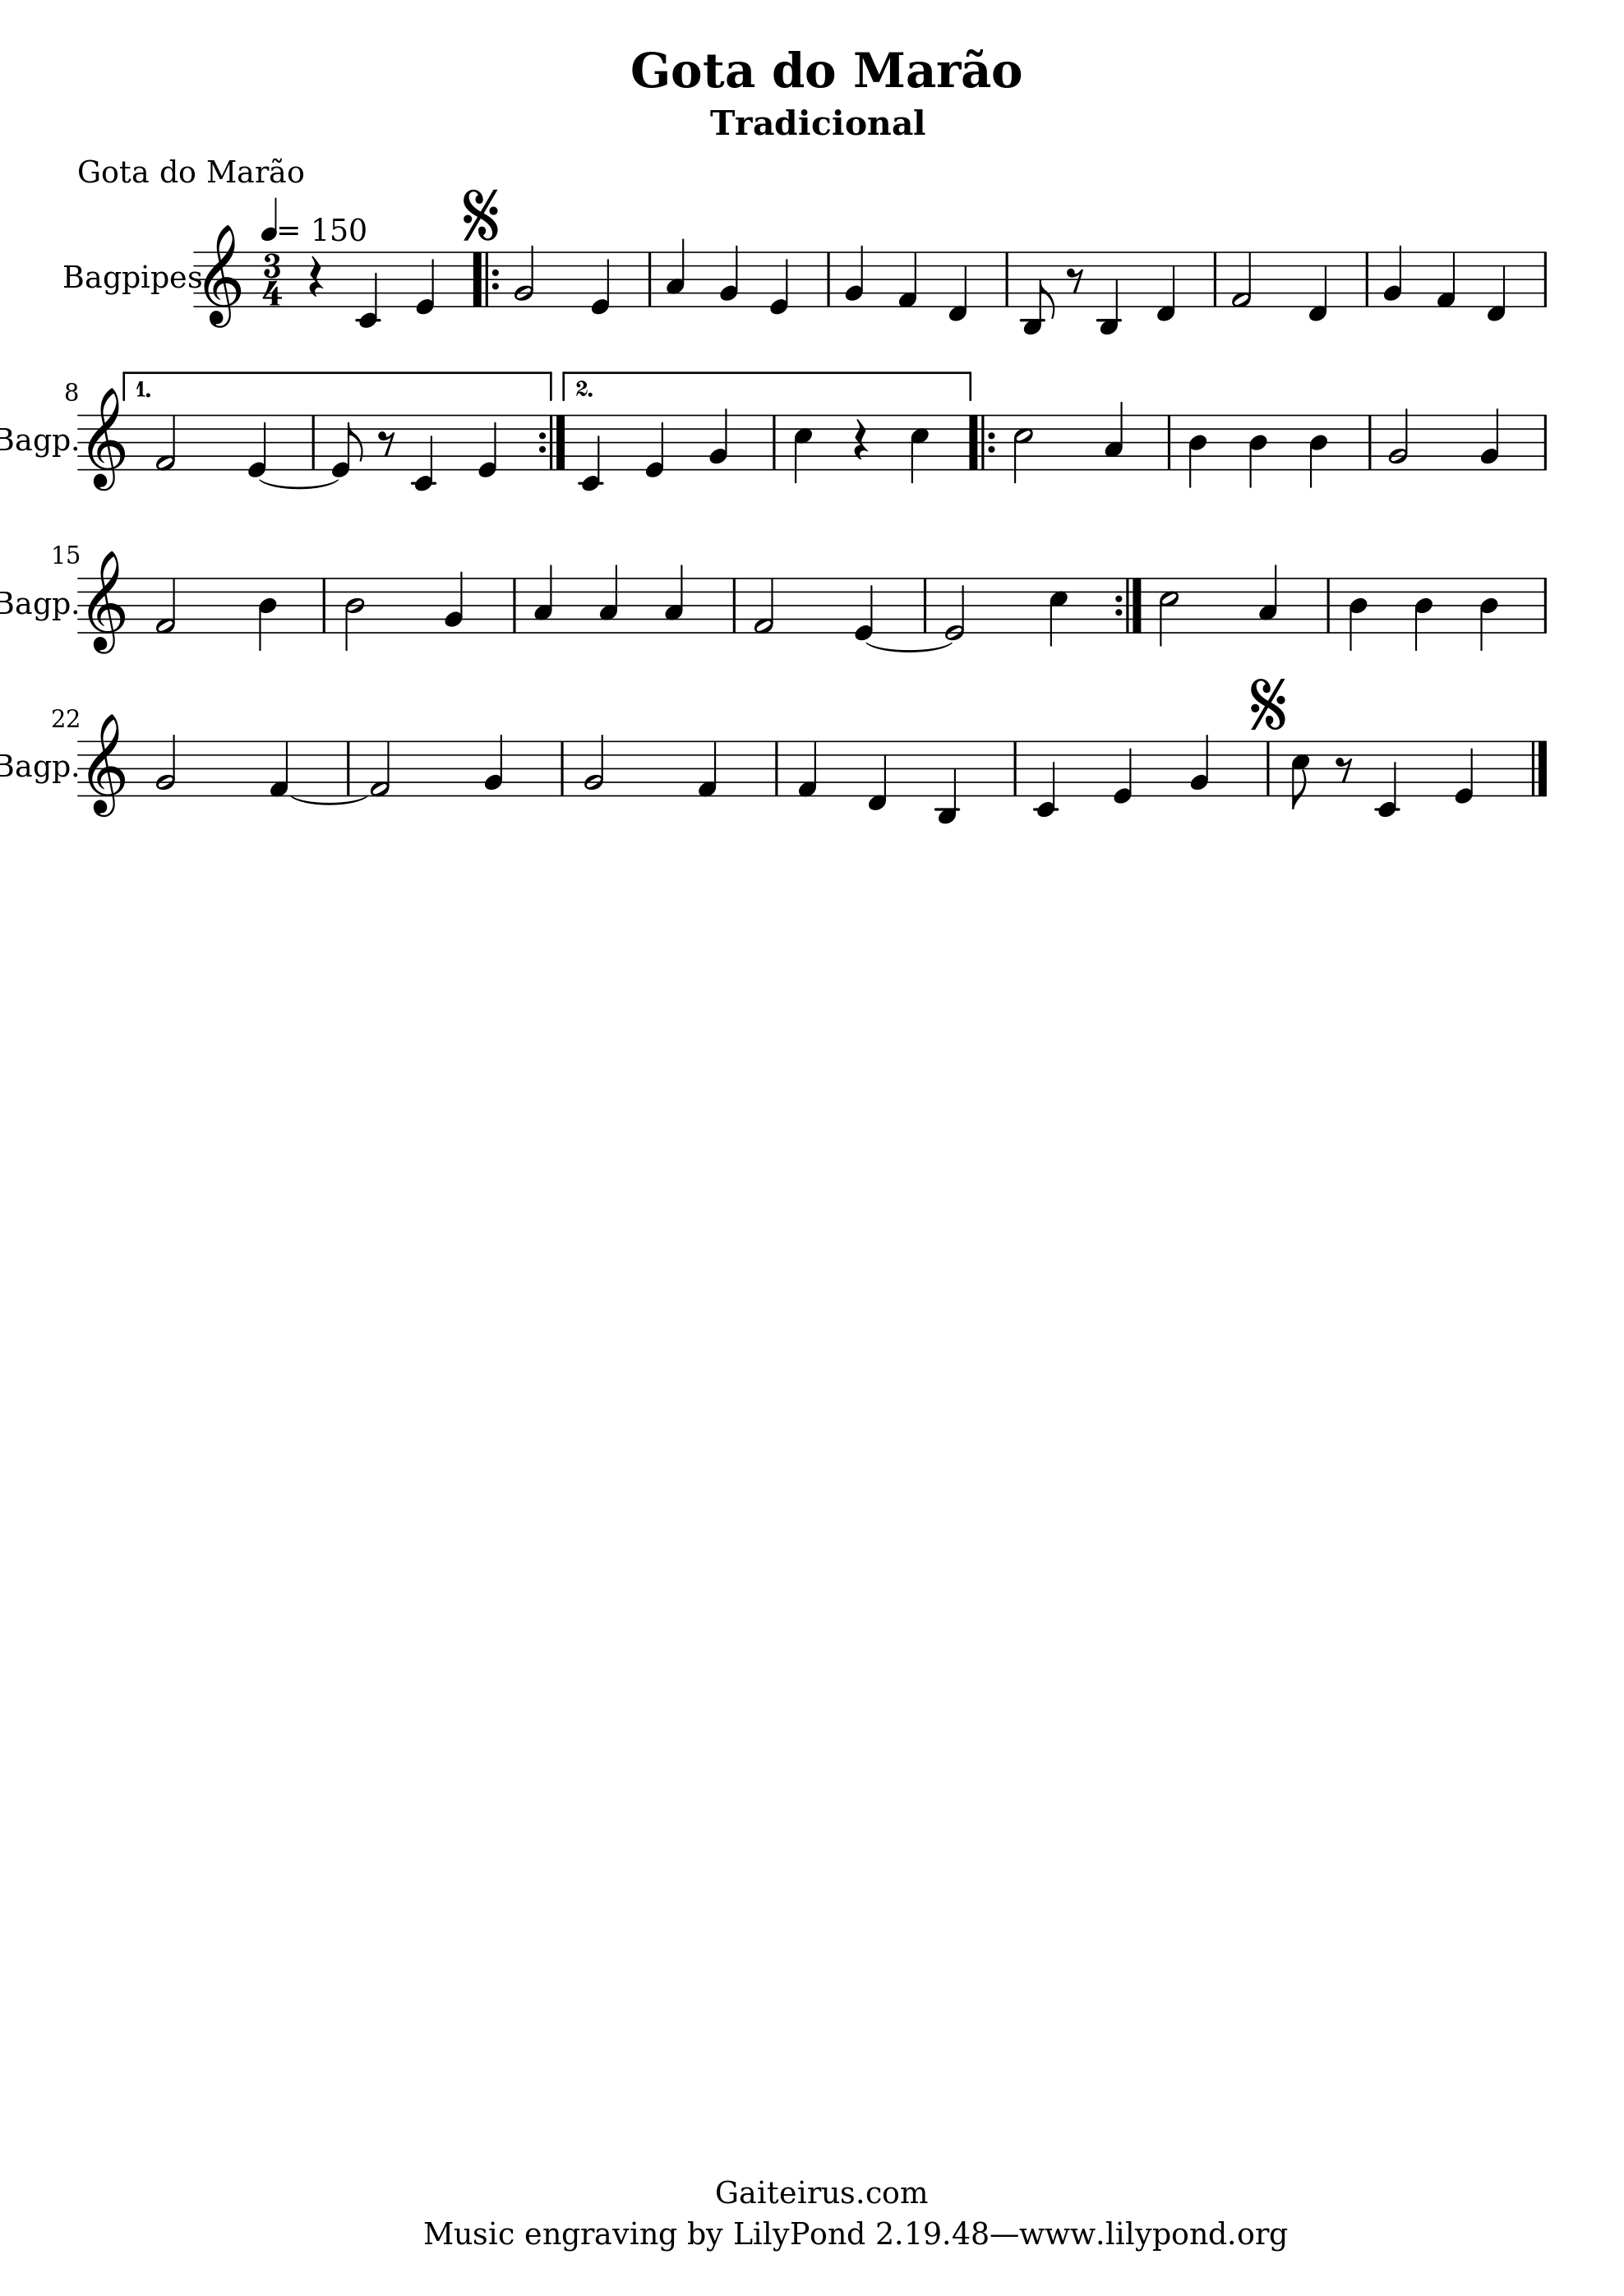 Gota do Marão
Tradicional
Gota do Marão
= 150
Bagpipes
3
4
8
1.
2.
Bagp.
15
Bagp.
22
Bagp.
Gaiteirus.com
Music engraving by LilyPond 2.19.48—www.lilypond.org